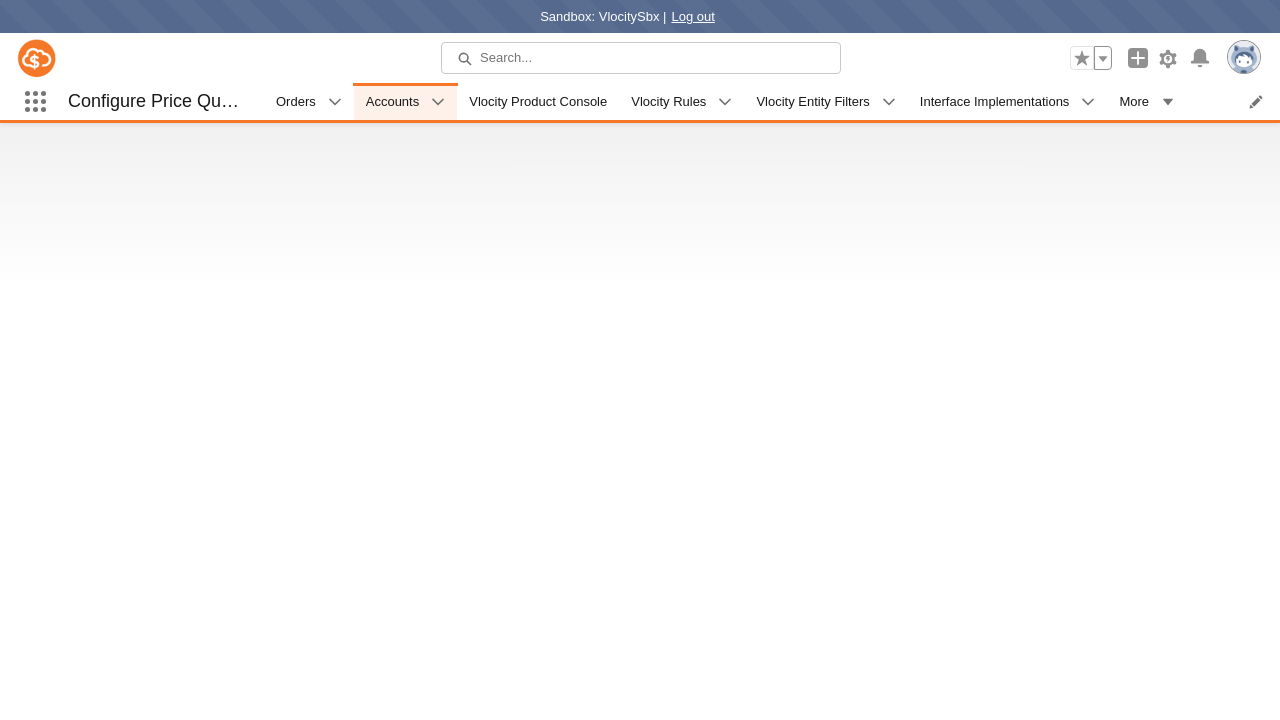 Sandbox: VlocitySbx | Log out
Search...
Configure Price Qu… Orders Accounts Vlocity Product Console Vlocity Rules Vlocity Entity Filters Interface Implementations More